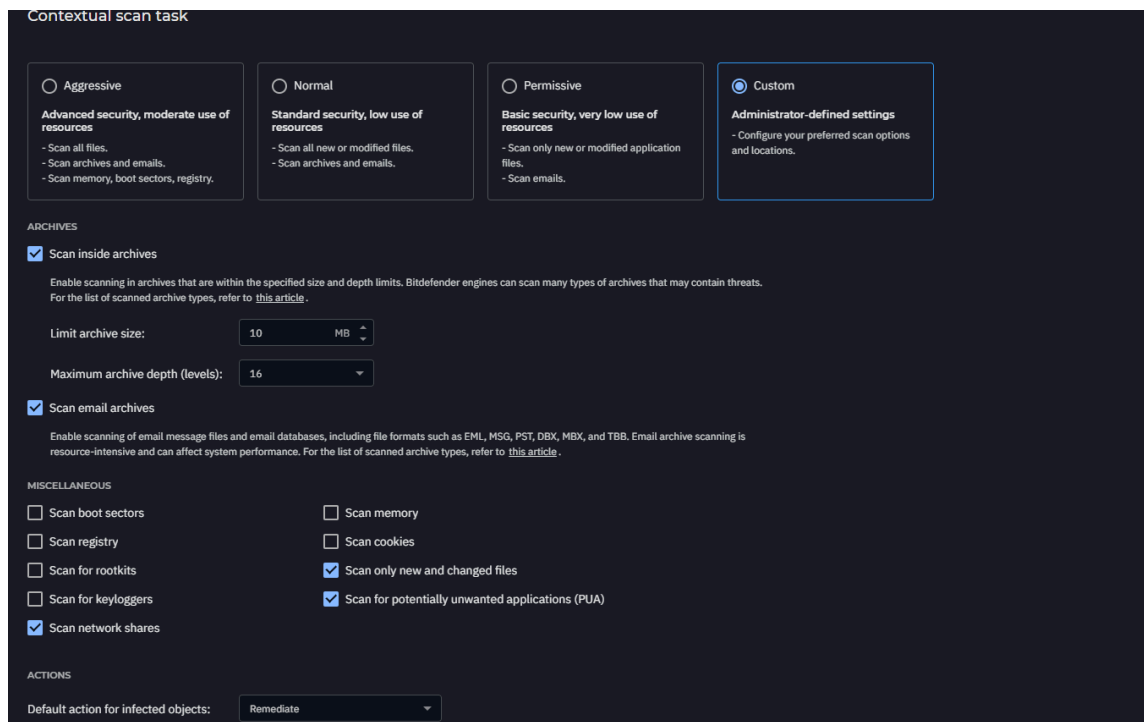 Contextual scan task
Aggressive
Advanced security, moderate use of
resources
- Scan all files.
- Scan archives and emails.
- Scan memory, boot sectors, registry.
Normal
Standard security, low use of
resources
- Scan all new or modified files.
- Scan archives and emails.
Permissive
Basic security, very low use of
resources
- Scan only new or modified application
files.
- Scan emails.
Custom
Administrator-defined settings
- Configure your preferred scan options
and locations.
ARCHIVES
Scan inside archives
Enable scanning in archives that are within the specified size and depth limits. Bitdefender engines can scan many types of archives that may contain threats.
For the list of scanned archive types, refer to this article .
Limit archive size: 10 MB
Maximum archive depth (levels): 16
Scan email archives
Enable scanning of email message files and email databases, including file formats such as EML, MSG, PST, DBX, MBX, and TBB. Email archive scanning is
resource-intensive and can affect system performance. For the list of scanned archive types, refer to this article .
MISCELLANEOUS
Scan boot sectors Scan memory
Scan registry Scan cookies
Scan for rootkits Scan only new and changed files
Scan for keyloggers Scan for potentially unwanted applications (PUA)
Scan network shares
ACTIONS
Default action for infected objects: Remediate